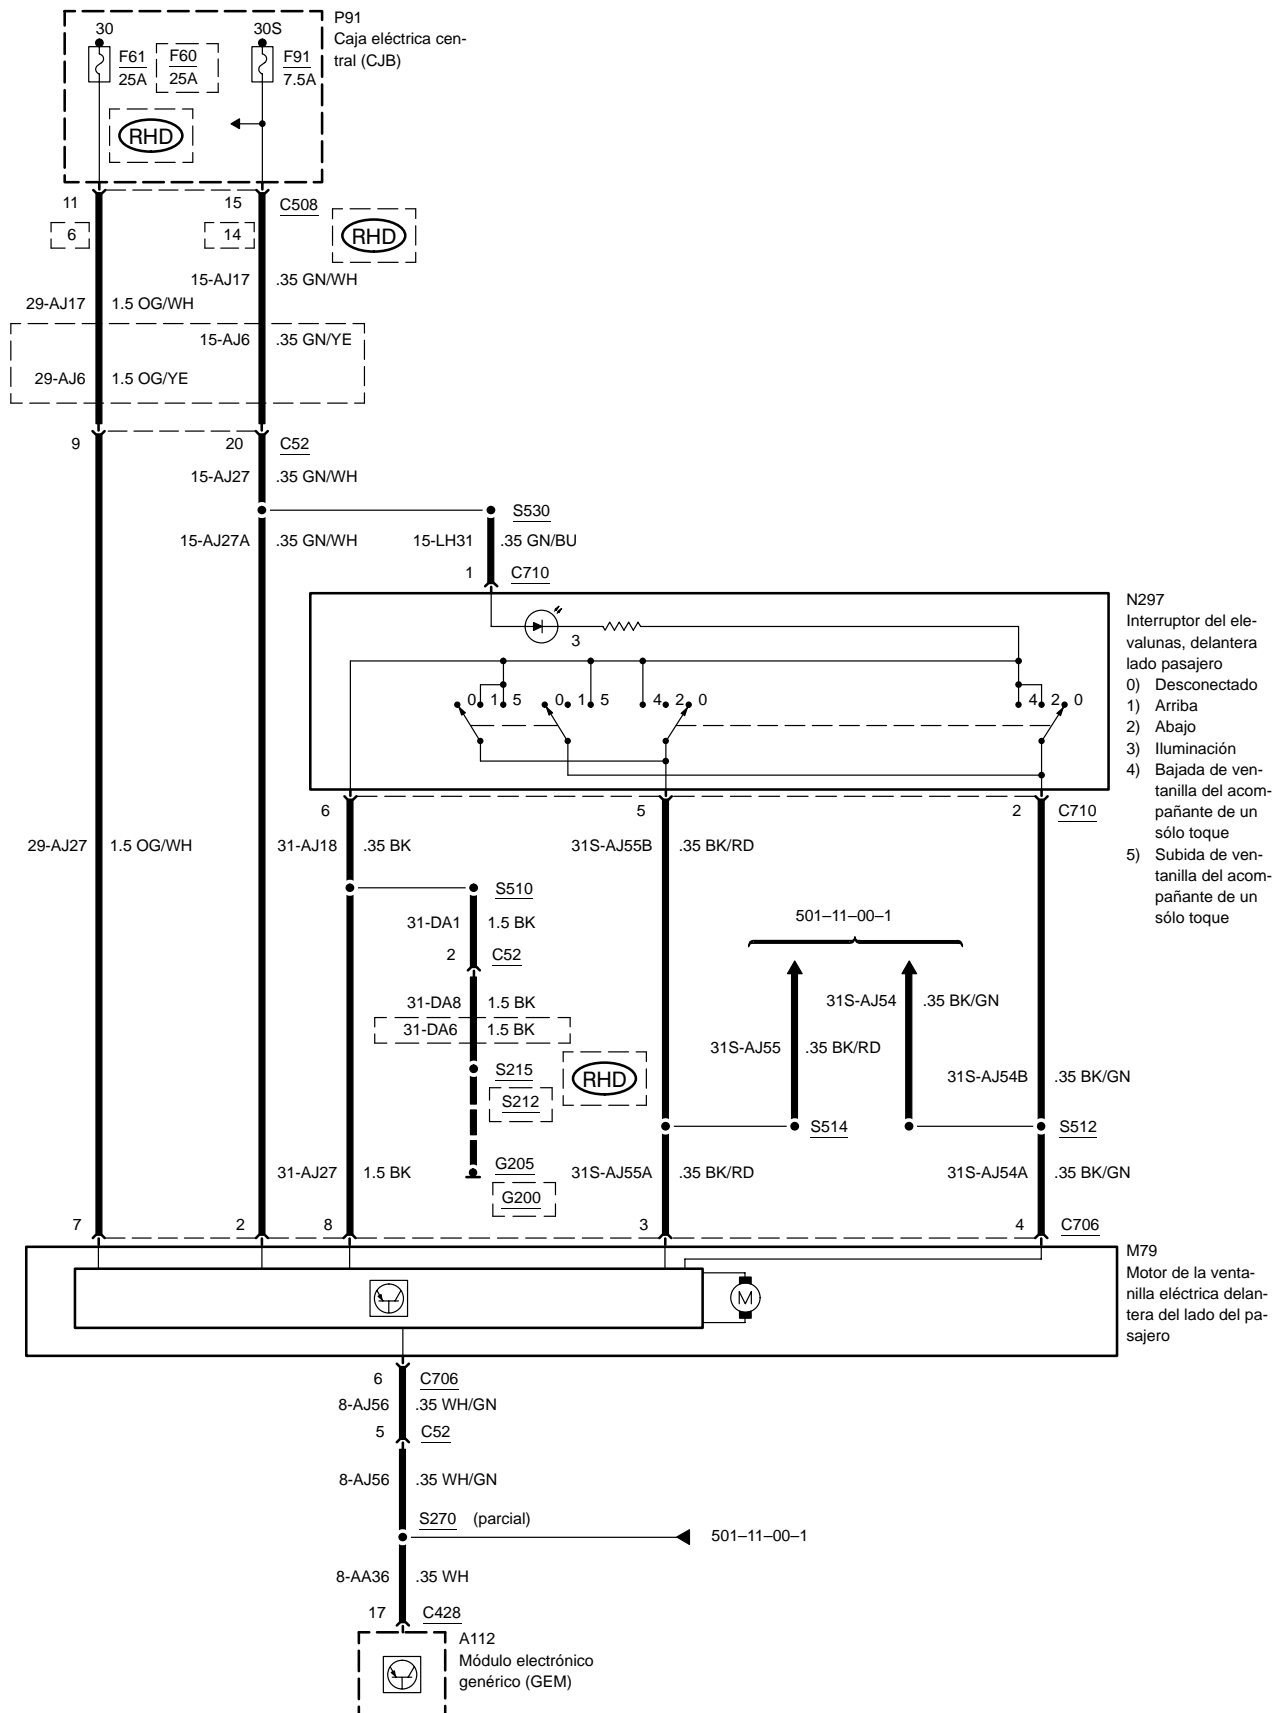 P91
Caja eléctrica cen-
tral (CJB)
30
30S
F61
25A
F60
25A
F91
7.5A
RHD
11
15
C508
6
14
RHD
15-AJ17
.35 GN/WH
29-AJ17
1.5 OG/WH
15-AJ6
.35 GN/YE
29-AJ6
1.5 OG/YE
9
20
C52
15-AJ27
.35 GN/WH
S530
15-AJ27A
.35 GN/WH
15-LH31
.35 GN/BU
1
C710
N297
Interruptor del ele-
valunas, delantera
lado pasajero
0) Desconectado
1) Arriba
2) Abajo
3) Iluminación
4) Bajada de ven-
tanilla del acom-
pañante de un
sólo toque
5) Subida de ven-
tanilla del acom-
pañante de un
sólo toque
3
0 1 5
0 1 5
4 2 0
4 2 0
6
5
2
C710
29-AJ27
1.5 OG/WH
31-AJ18
.35 BK
31S-AJ55B
.35 BK/RD
S510
31-DA1
1.5 BK
501–11–00–1
2
C52
31-DA8
1.5 BK
31S-AJ54
.35 BK/GN
31-DA6
1.5 BK
31S-AJ55
.35 BK/RD
S215
RHD
31S-AJ54B
.35 BK/GN
S212
S514
S512
31-AJ27
1.5 BK
G205
31S-AJ55A
.35 BK/RD
31S-AJ54A
.35 BK/GN
G200
7
2
8
3
4
C706
M79
Motor de la venta-
nilla eléctrica delan-
tera del lado del pa-
sajero
M
6
C706
8-AJ56
.35 WH/GN
5
C52
8-AJ56
.35 WH/GN
S270 (parcial)
501–11–00–1
8-AA36
.35 WH
17
C428
A112
Módulo electrónico
genérico (GEM)